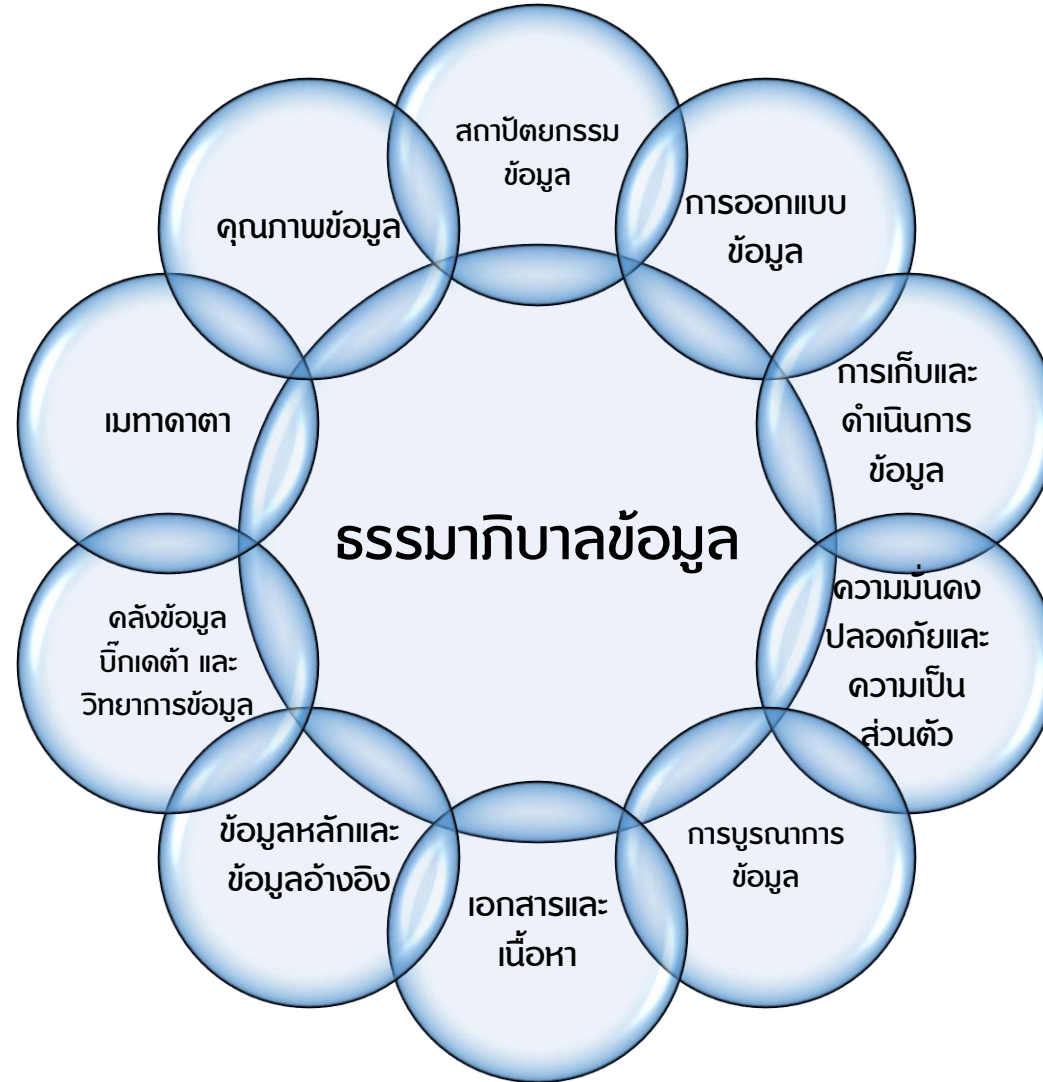 สถาปัตยกรรม
ข้อมูล
การออกแบบ
ข้อมูล
การเก็บและ
ดำเนินการ
ข้อมูล
ความมั่นคง
ปลอดภัยและ
ความเป็น
ส่วนตัว
การบูรณาการ
ข้อมูล
เอกสารและ
เนื้อหา
ข้อมูลหลักและ
ข้อมูลอ้างอิง
คลังข้อมูล
บิ๊กเดต้า และ
วิทยาการข้อมูล
เมทาดาตา
คุณภาพข้อมูล
ธรรมาภิบาลข้อมูล